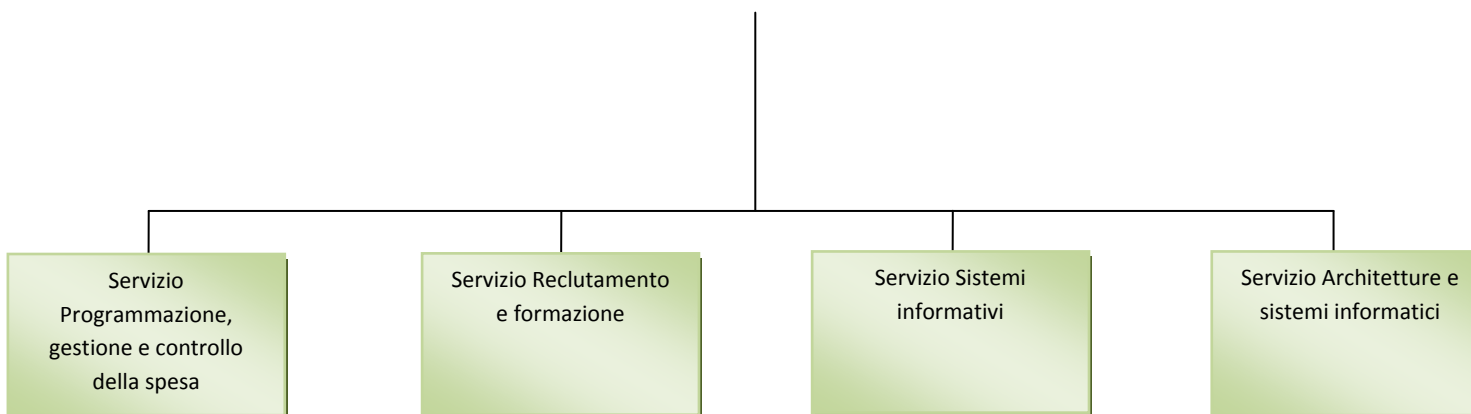 Servizio
Programmazione,
gestione e controllo
della spesa
Servizio Reclutamento
e formazione
Servizio Sistemi
informativi
Servizio Architetture e
sistemi informatici